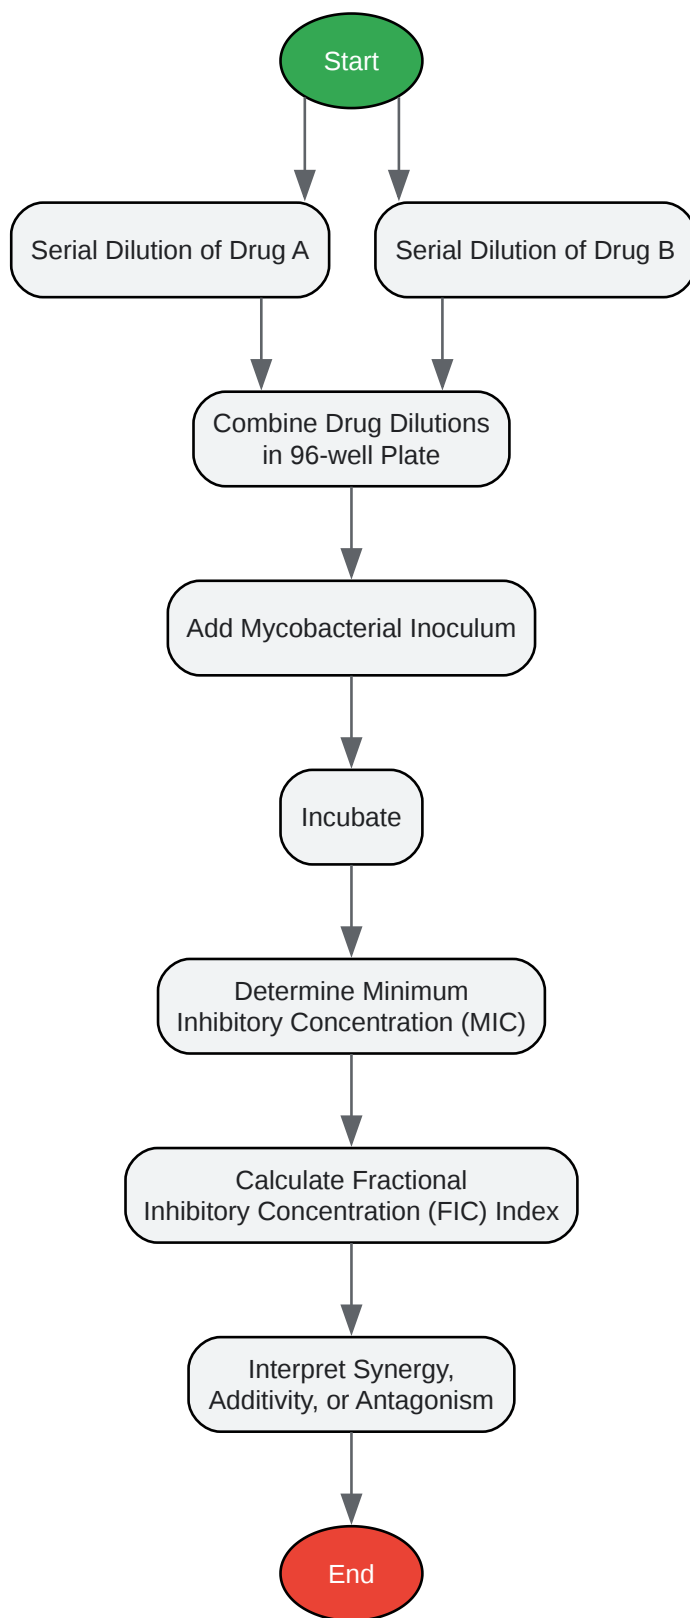 Start
Serial Dilution of Drug A
Serial Dilution of Drug B
Combine Drug Dilutions
in 96-well Plate
Add Mycobacterial Inoculum
Incubate
Determine Minimum
Inhibitory Concentration (MIC)
Calculate Fractional
Inhibitory Concentration (FIC) Index
Interpret Synergy,
Additivity, or Antagonism
End